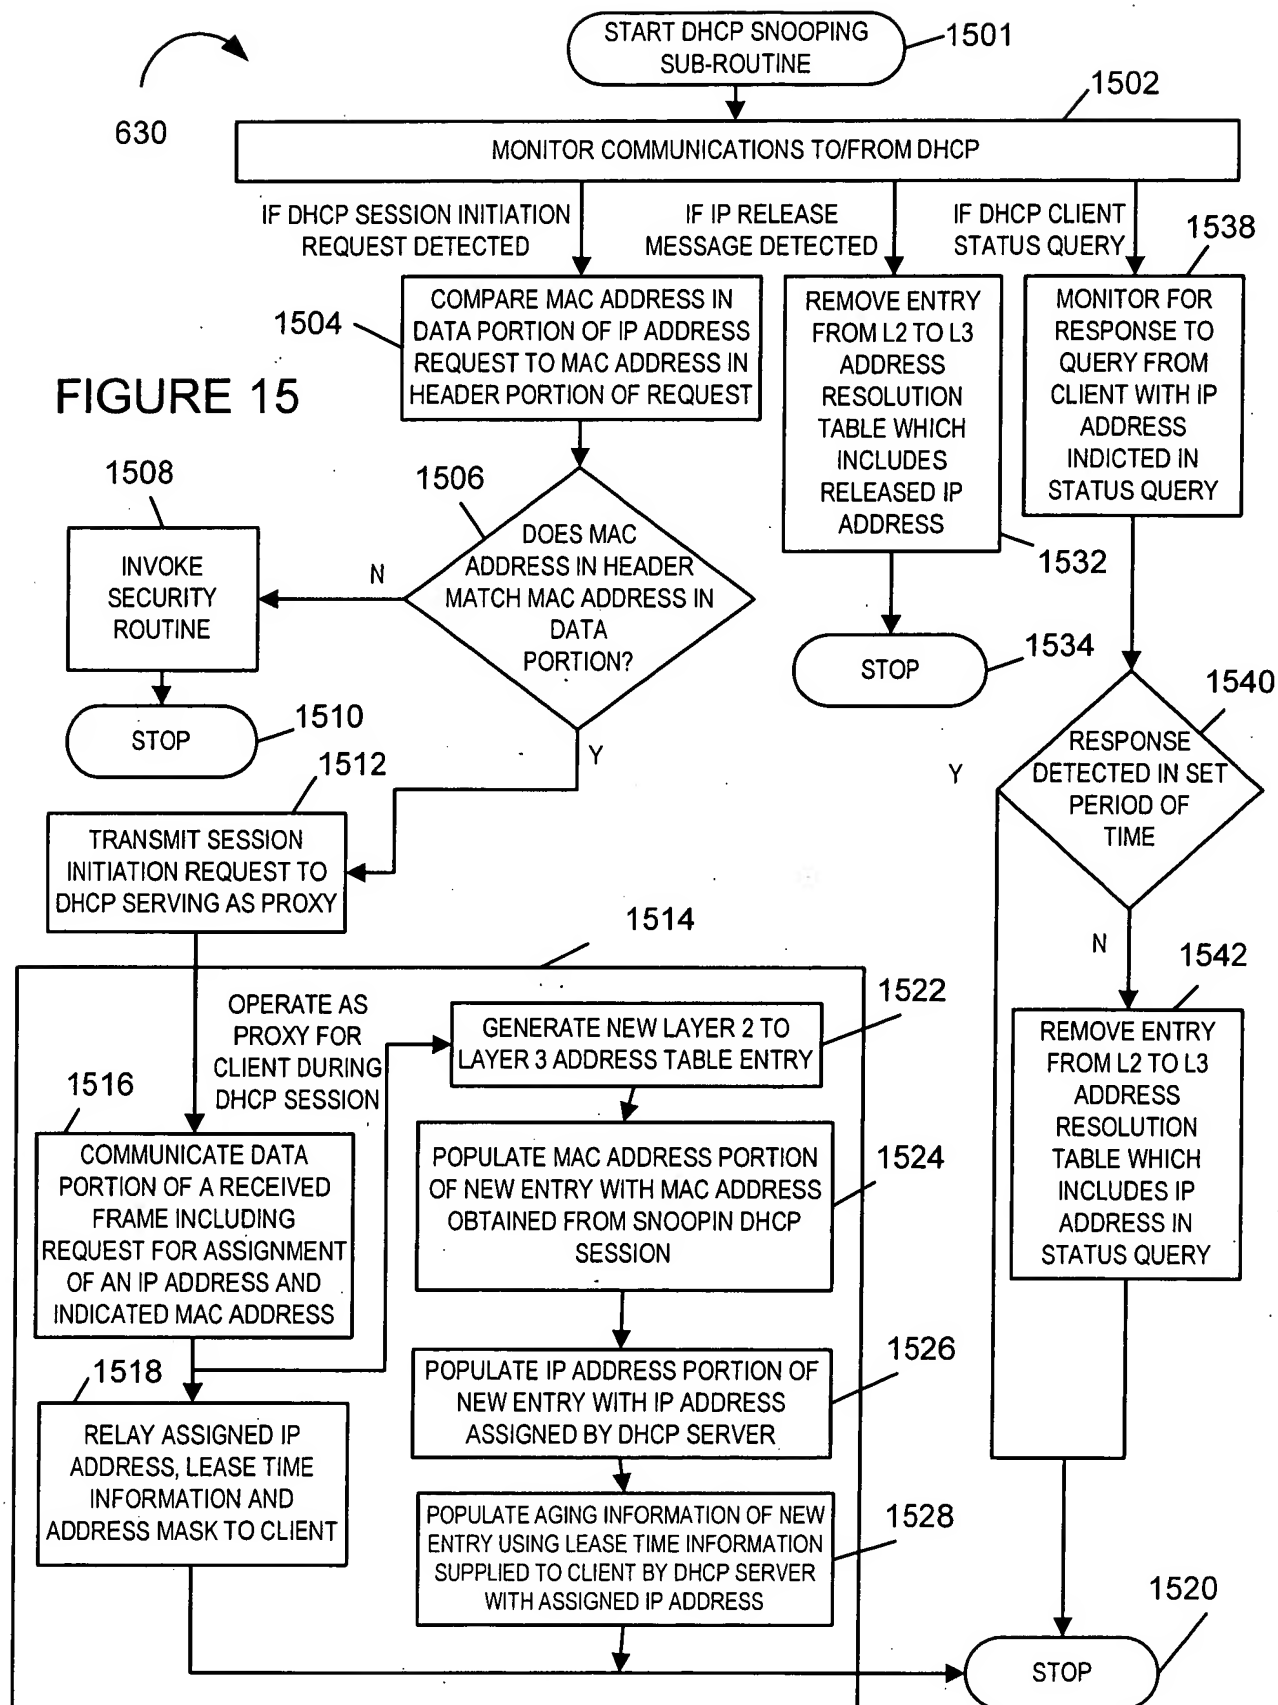 START DHCP SNOOPING
SUB-ROUTINE
1501
630
1502
MONITOR COMMUNICATIONS TO/FROM DHCP
IF DHCP SESSION INITIATION
REQUEST DETECTED
IF IP RELEASE
MESSAGE DETECTED
IF DHCP CLIENT
STATUS QUERY
1538
1504
COMPARE MAC ADDRESS IN
DATA PORTION OF IP ADDRESS
REQUEST TO MAC ADDRESS IN
HEADER PORTION OF REQUEST
REMOVE ENTRY
FROM L2 TO L3
ADDRESS
RESOLUTION
TABLE WHICH
INCLUDES
RELEASED IP
ADDRESS
1532
MONITOR FOR
RESPONSE TO
QUERY FROM
CLIENT WITH IP
ADDRESS
INDICTED IN
STATUS QUERY
FIGURE 15
1508
INVOKE
SECURITY
ROUTINE
N
1506
DOES MAC
ADDRESS IN HEADER
MATCH MAC ADDRESS IN
DATA
PORTION?
STOP
1534
STOP
1510
Y
1540
RESPONSE
DETECTED IN SET
PERIOD OF
TIME
Y
N
1512
TRANSMIT SESSION
INITIATION REQUEST TO
DHCP SERVING AS PROXY
1514
OPERATE AS
PROXY FOR
CLIENT DURING
DHCP SESSION
1522
GENERATE NEW LAYER 2 TO
LAYER 3 ADDRESS TABLE ENTRY
1542
REMOVE ENTRY
FROM L2 TO L3
ADDRESS
RESOLUTION
TABLE WHICH
INCLUDES IP
ADDRESS IN
STATUS QUERY
1516
COMMUNICATE DATA
PORTION OF A RECEIVED
FRAME INCLUDING
REQUEST FOR ASSIGNMENT
OF AN IP ADDRESS AND
INDICATED MAC ADDRESS
1524
POPULATE MAC ADDRESS PORTION
OF NEW ENTRY WITH MAC ADDRESS
OBTAINED FROM SNOOPIN DHCP
SESSION
1518
RELAY ASSIGNED IP
ADDRESS, LEASE TIME
INFORMATION AND
ADDRESS MASK TO CLIENT
1526
POPULATE IP ADDRESS PORTION OF
NEW ENTRY WITH IP ADDRESS
ASSIGNED BY DHCP SERVER
1528
POPULATE AGING INFORMATION OF NEW
ENTRY USING LEASE TIME INFORMATION
SUPPLIED TO CLIENT BY DHCP SERVER
WITH ASSIGNED IP ADDRESS
1520
STOP